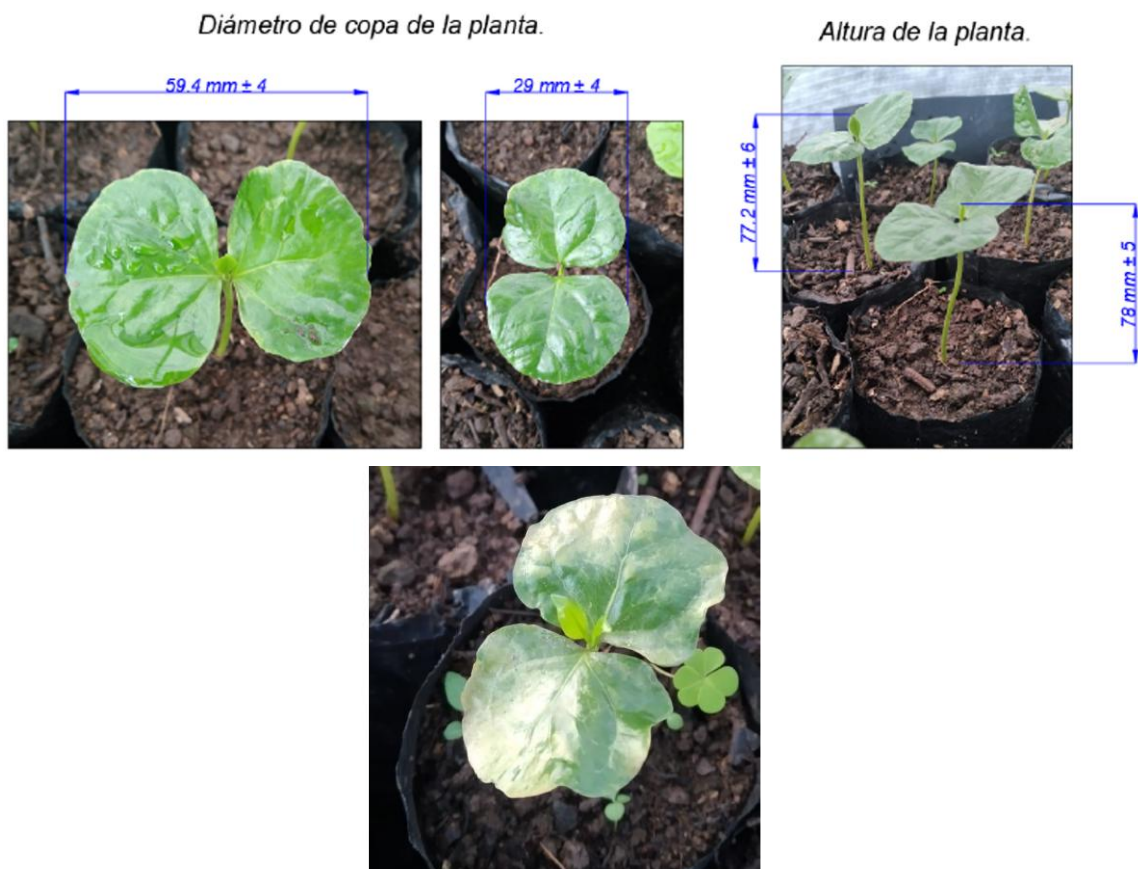 Diámetro de copa de la planta.
Altura de la planta.
59.4 mm ± 4
29 mm ± 4
77.2 mm ± 6
78 mm ± 5